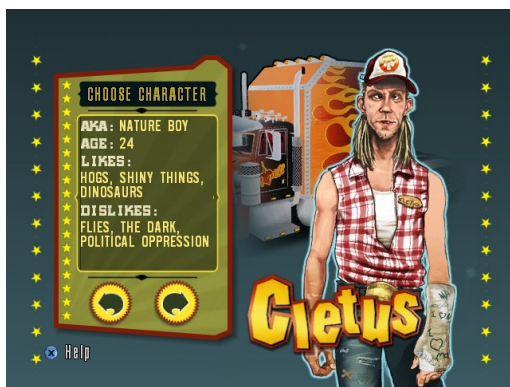 CHOOSE CHARACTER
AKA: NATURE BOY
AGE: 24
LIKES:
HOGS, SHINY THINGS,
DINOSAURS
DISLIKES:
FLIES, THE DARK,
POLITICAL OPPRESSION
Cletus
Help